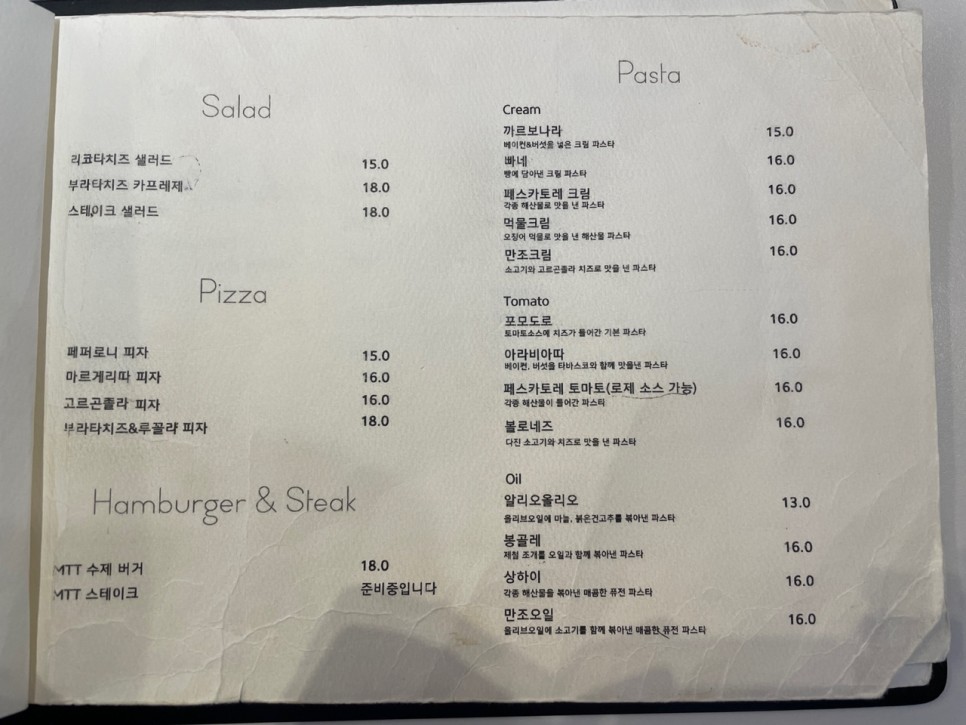 Salad
리코타치즈 샐러드 15.0
부라타치즈 카프레제 18.0
스테이크 샐러드 18.0
Pizza
페퍼로니 피자 15.0
마르게리따 피자 16.0
고르곤졸라 피자 16.0
부라타치즈&루꼴라 피자 18.0
Hamburger & Steak
MTT 수제 버거 18.0
MTT 스테이크 준비중입니다
Pasta
Cream
까르보나라 15.0
베이컨&버섯을 넣은 크림 파스타
빠네 16.0
빵에 담아낸 크림 파스타
페스카토레 크림 16.0
각종 해산물로 맛을 낸 파스타
먹물크림 16.0
오징어 먹물로 맛을 낸 해산물 파스타
만조크림 16.0
소고기와 고르곤졸라 치즈로 맛을 낸 파스타
Tomato
포모도로 16.0
토마토소스에 치즈가 들어간 기본 파스타
아라비아따 16.0
베이컨, 버섯을 타바스코와 함께 맛을낸 파스타
페스카토레 토마토(로제 소스 가능) 16.0
각종 해산물이 들어간 파스타
볼로네즈 16.0
다진 소고기와 치즈로 맛을 낸 파스타
Oil
알리오올리오 13.0
올리브오일에 마늘, 붉은건고추를 볶아낸 파스타
봉골레 16.0
제철 조개를 오일과 함께 볶아낸 파스타
상하이 16.0
각종 해산물을 볶아낸 매콤한 퓨전 파스타
만조오일 16.0
올리브오일에 소고기를 함께 볶아낸 매콤한 퓨전 파스타